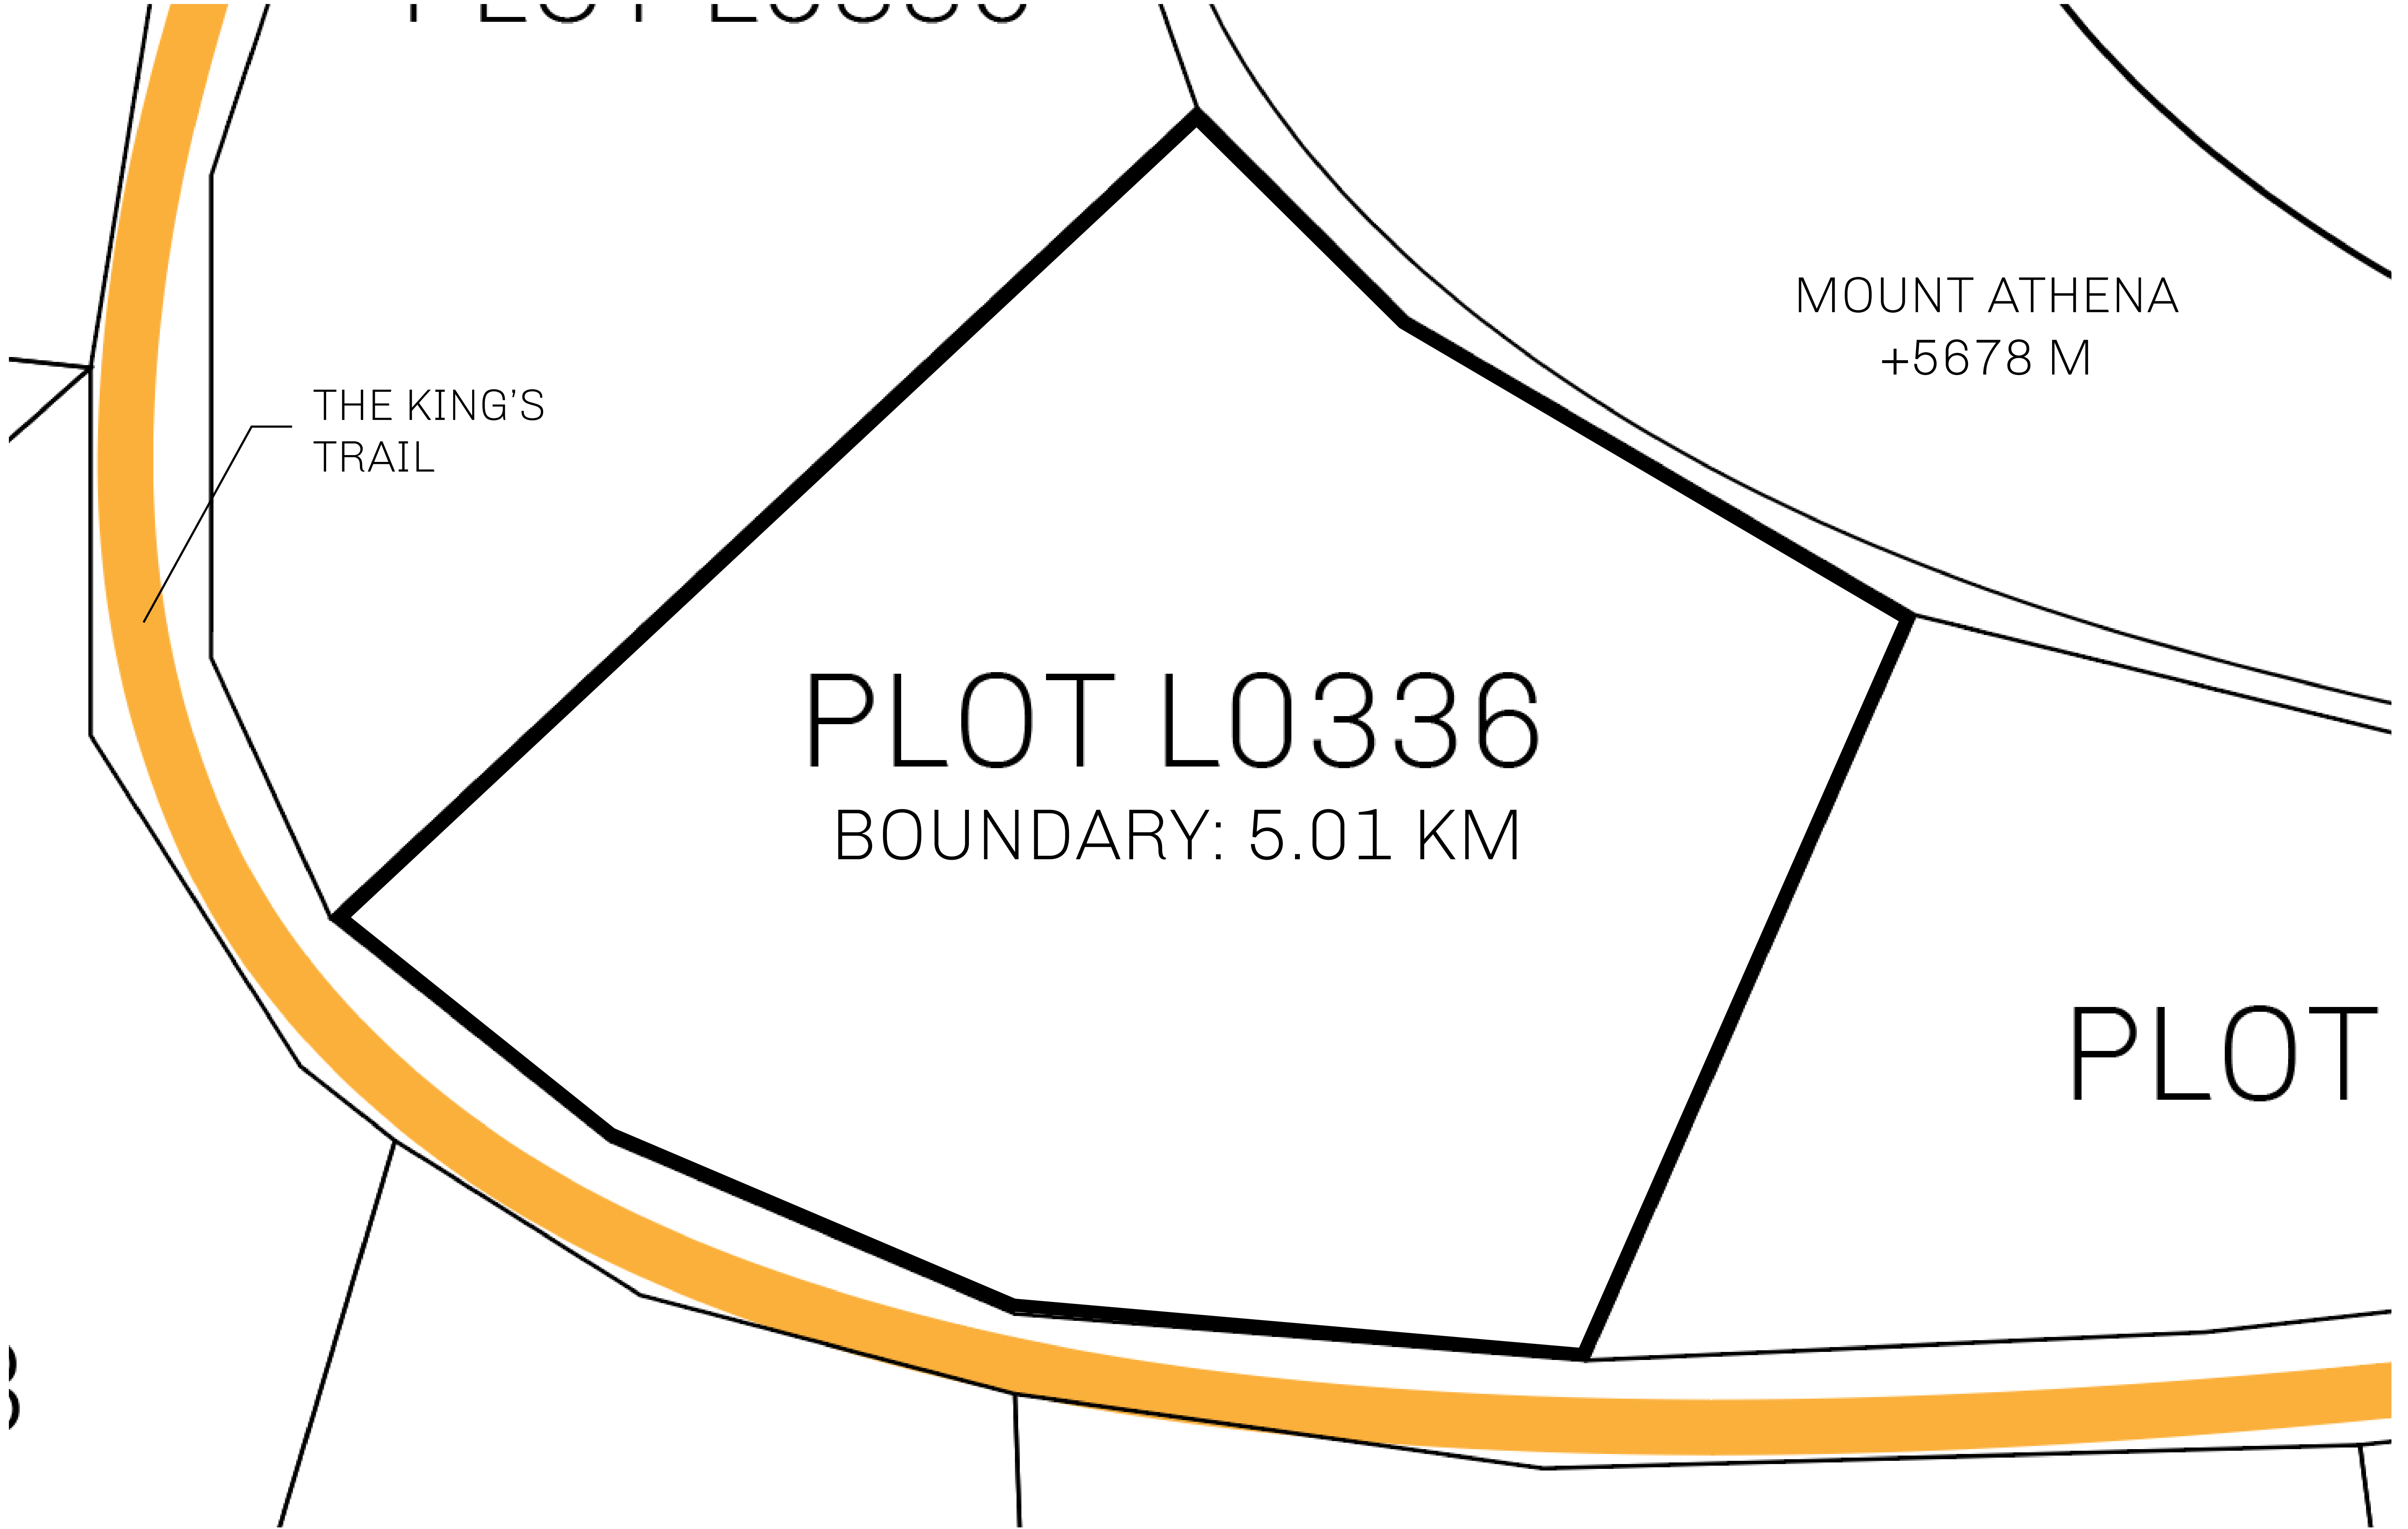 THE KING'S
TRAIL
MOUNT ATHENA
+5678 M
PLOT L0336
BOUNDARY: 5.01 KM
PLOT